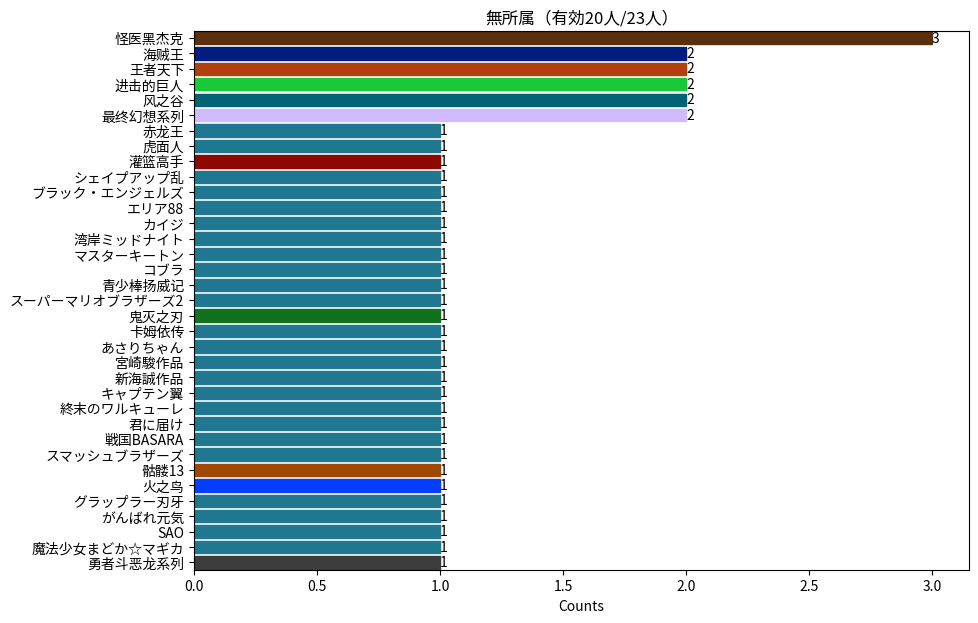 無所属（有効20人/23人）
怪医黑杰克 3
海贼王 2
王者天下 2
进击的巨人 2
风之谷 2
最终幻想系列 2
赤龙王 1
虎面人 1
灌篮高手 1
シェイプアップ乱 1
ブラック・エンジェルズ 1
エリア88 1
カイジ 1
湾岸ミッドナイト 1
マスターキートン 1
コブラ 1
青少棒扬威记 1
スーパーマリオブラザーズ2 1
鬼灭之刃 1
卡姆依传 1
あさりちゃん 1
宮崎駿作品 1
新海誠作品 1
キャプテン翼 1
終末のワルキューレ 1
君に届け 1
戦国BASARA 1
スマッシュブラザーズ 1
骷髅13 1
火之鸟 1
グラップラー刃牙 1
がんばれ元気 1
SAO 1
魔法少女まどか☆マギカ 1
勇者斗恶龙系列 1
0.0 0.5 1.0 1.5 2.0 2.5 3.0
Counts